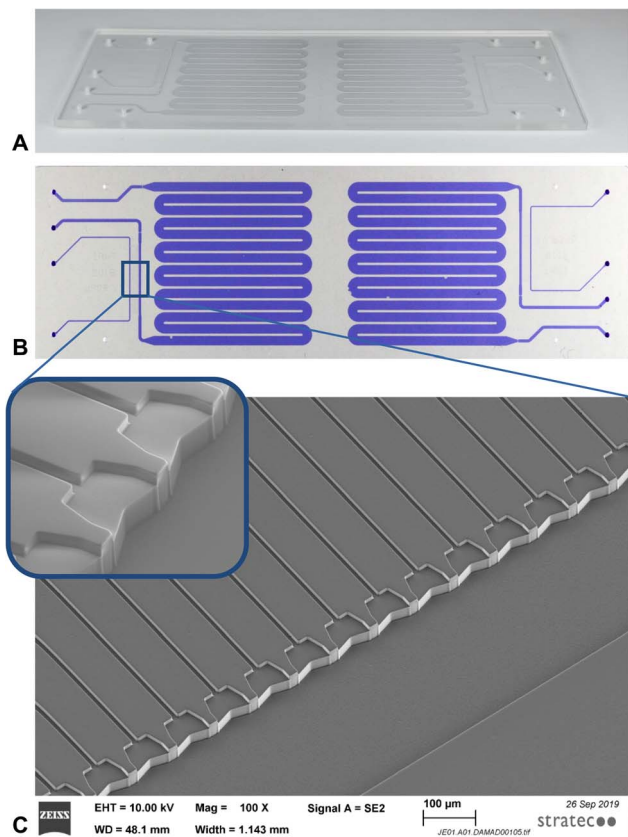 A
B
C
ZEISS
EHT = 10.00 kV Mag = 100 X Signal A = SE2 100 µm 26 Sep 2019
WD = 48.1 mm Width = 1.143 mm JE01.A01.DAMAD00105.tif stratec